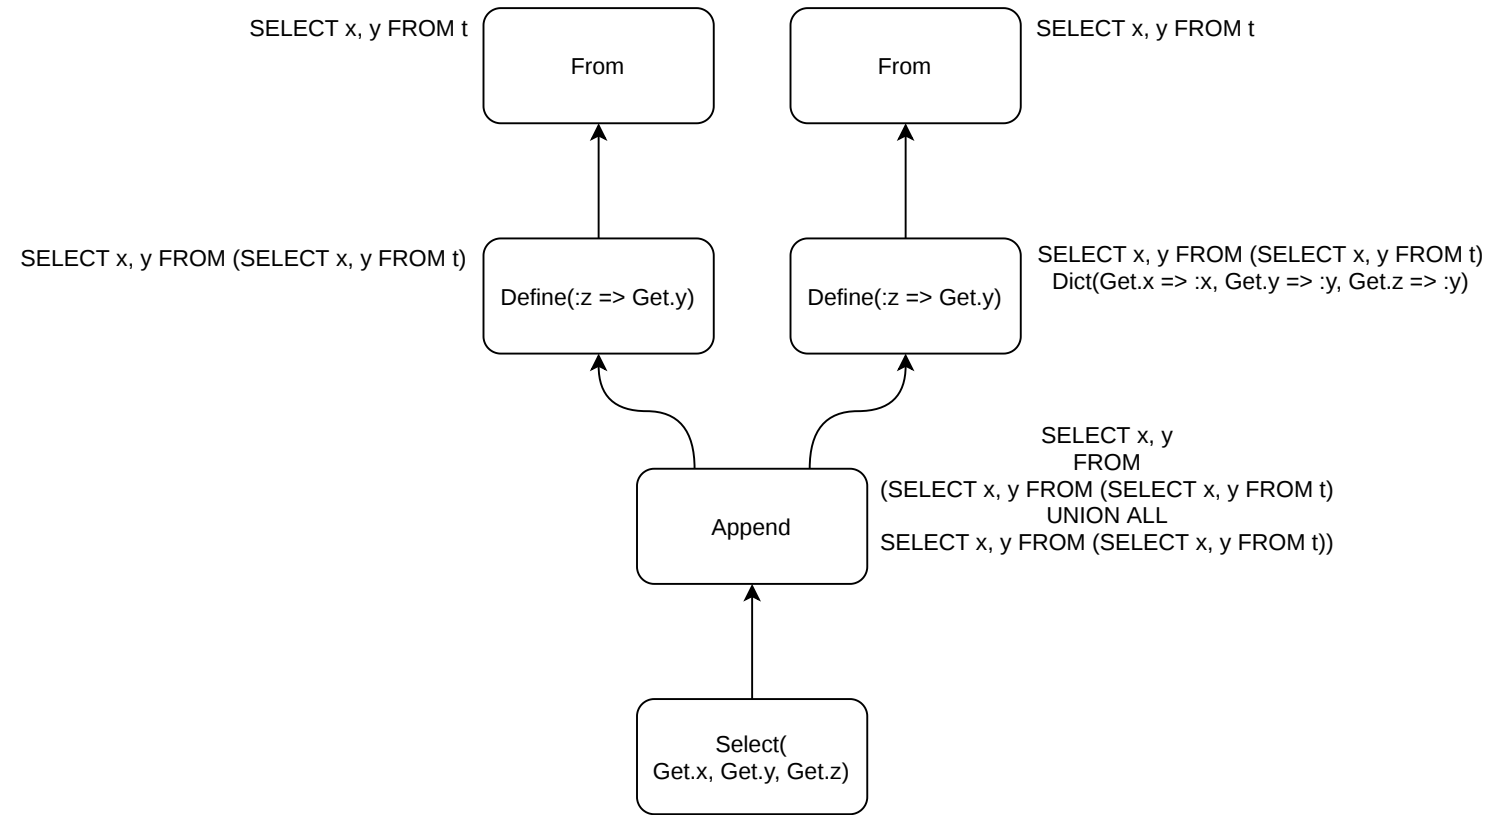 SELECT x, y FROM t
From
From
SELECT x, y FROM t
SELECT x, y FROM (SELECT x, y FROM t)
Define(:z => Get.y)
Define(:z => Get.y)
SELECT x, y FROM (SELECT x, y FROM t)
Dict(Get.x => :x, Get.y => :y, Get.z => :y)
Append
SELECT x, y
FROM
(SELECT x, y FROM (SELECT x, y FROM t)
UNION ALL
SELECT x, y FROM (SELECT x, y FROM t))
Select(
Get.x, Get.y, Get.z)